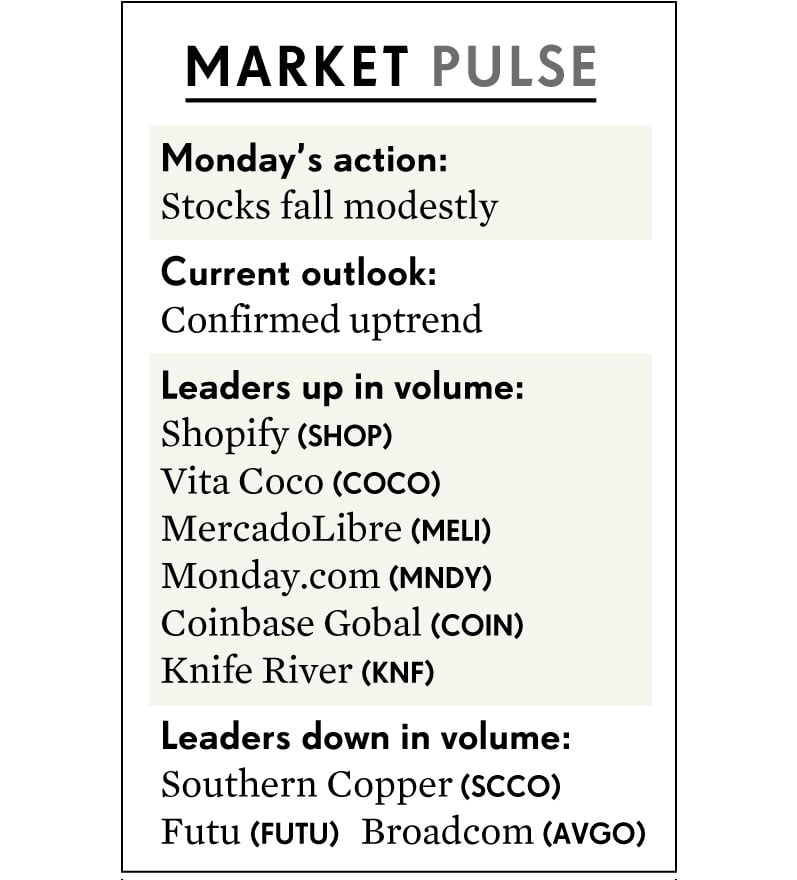 MARKET PULSE
Monday's action:
Stocks fall modestly
Current outlook:
Confirmed uptrend
Leaders up in volume:
Shopify (SHOP)
Vita Coco (COCO)
MercadoLibre (MELI)
Monday.com (MNDY)
Coinbase Gobal (COIN)
Knife River (KNF)
Leaders down in volume:
Southern Copper (SCCO)
Futu (FUTU) Broadcom (AVGO)